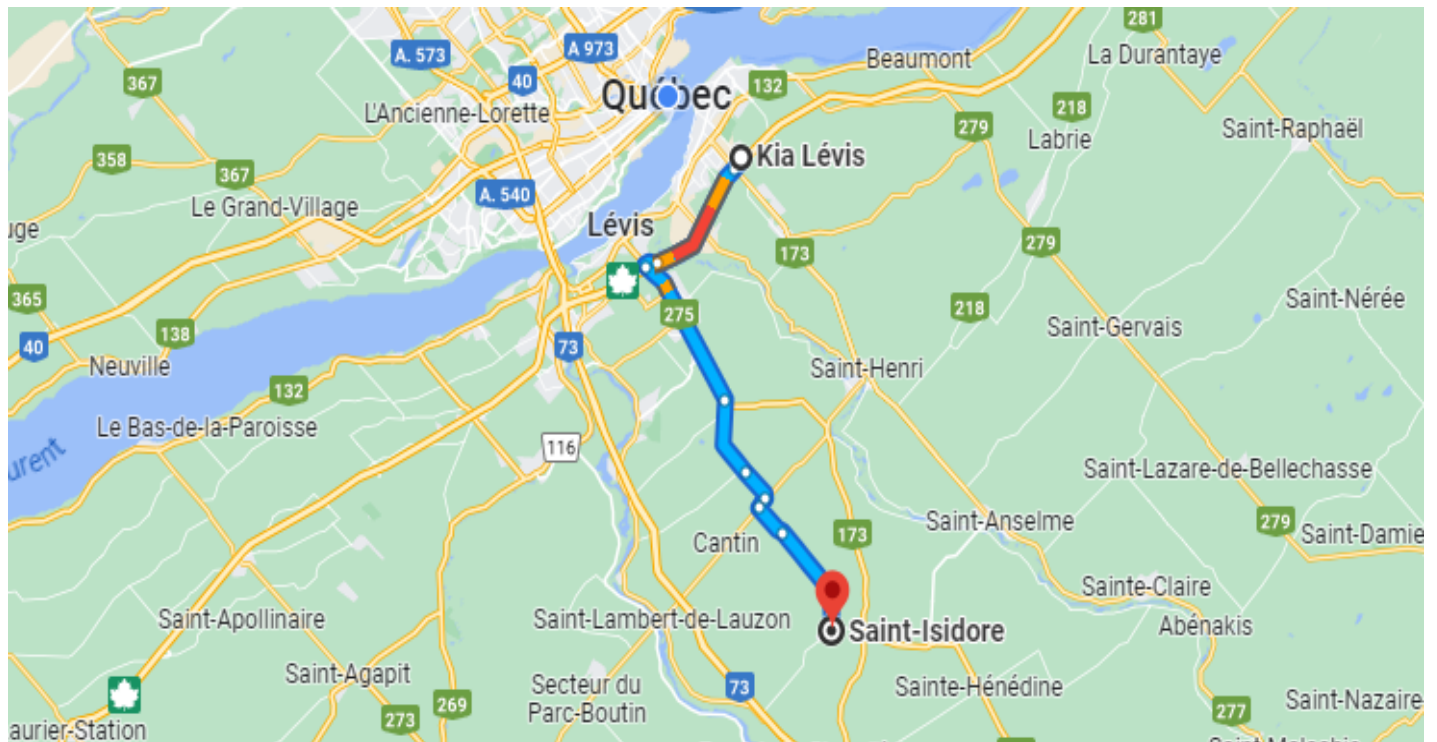 281
A. 573
A 973
Beaumont
La Durantaye
367
40
Québec
132
L'Ancienne-Lorette
218
279
Labrie
Saint-Raphaël
358
Kia Lévis
367
A. 540
Le Grand-Village
uge
Lévis
279
173
365
275
218
Saint-Nérée
138
Saint-Gervais
40
73
Neuville
Saint-Henri
132
Le Bas-de-la-Paroisse
116
urent
Saint-Lazare-de-Bellechasse
Saint-Anselme
279
173
Saint-Damie
Cantin
Sainte-Claire
Saint-Apollinaire
Saint-Lambert-de-Lauzon
Saint-Isidore
Abénakis
Saint-Agapit
Secteur du
Parc-Boutin
73
Sainte-Hénédine
Saint-Nazaire
269
277
273
aurier-Station